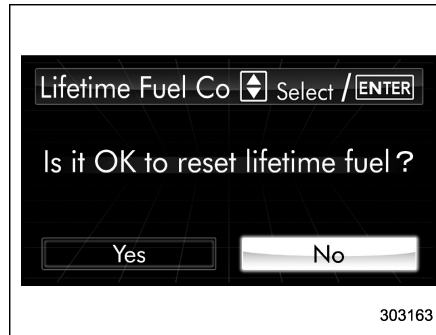 Lifetime Fuel Co Select / ENTER
Is it OK to reset lifetime fuel?
Yes No
303163